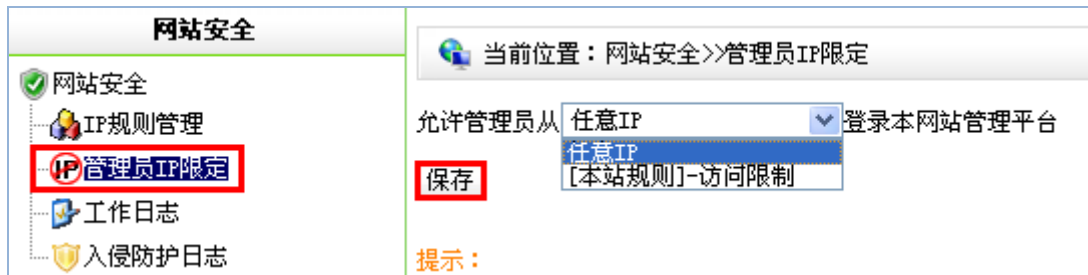 网站安全
网站安全
IP规则管理
IP管理员IP限定
工作日志
入侵防护日志
当前位置：网站安全>>管理员IP限定
允许管理员从 任意IP 登录本网站管理平台
任意IP
[本站规则]-访问限制
保存
提示：